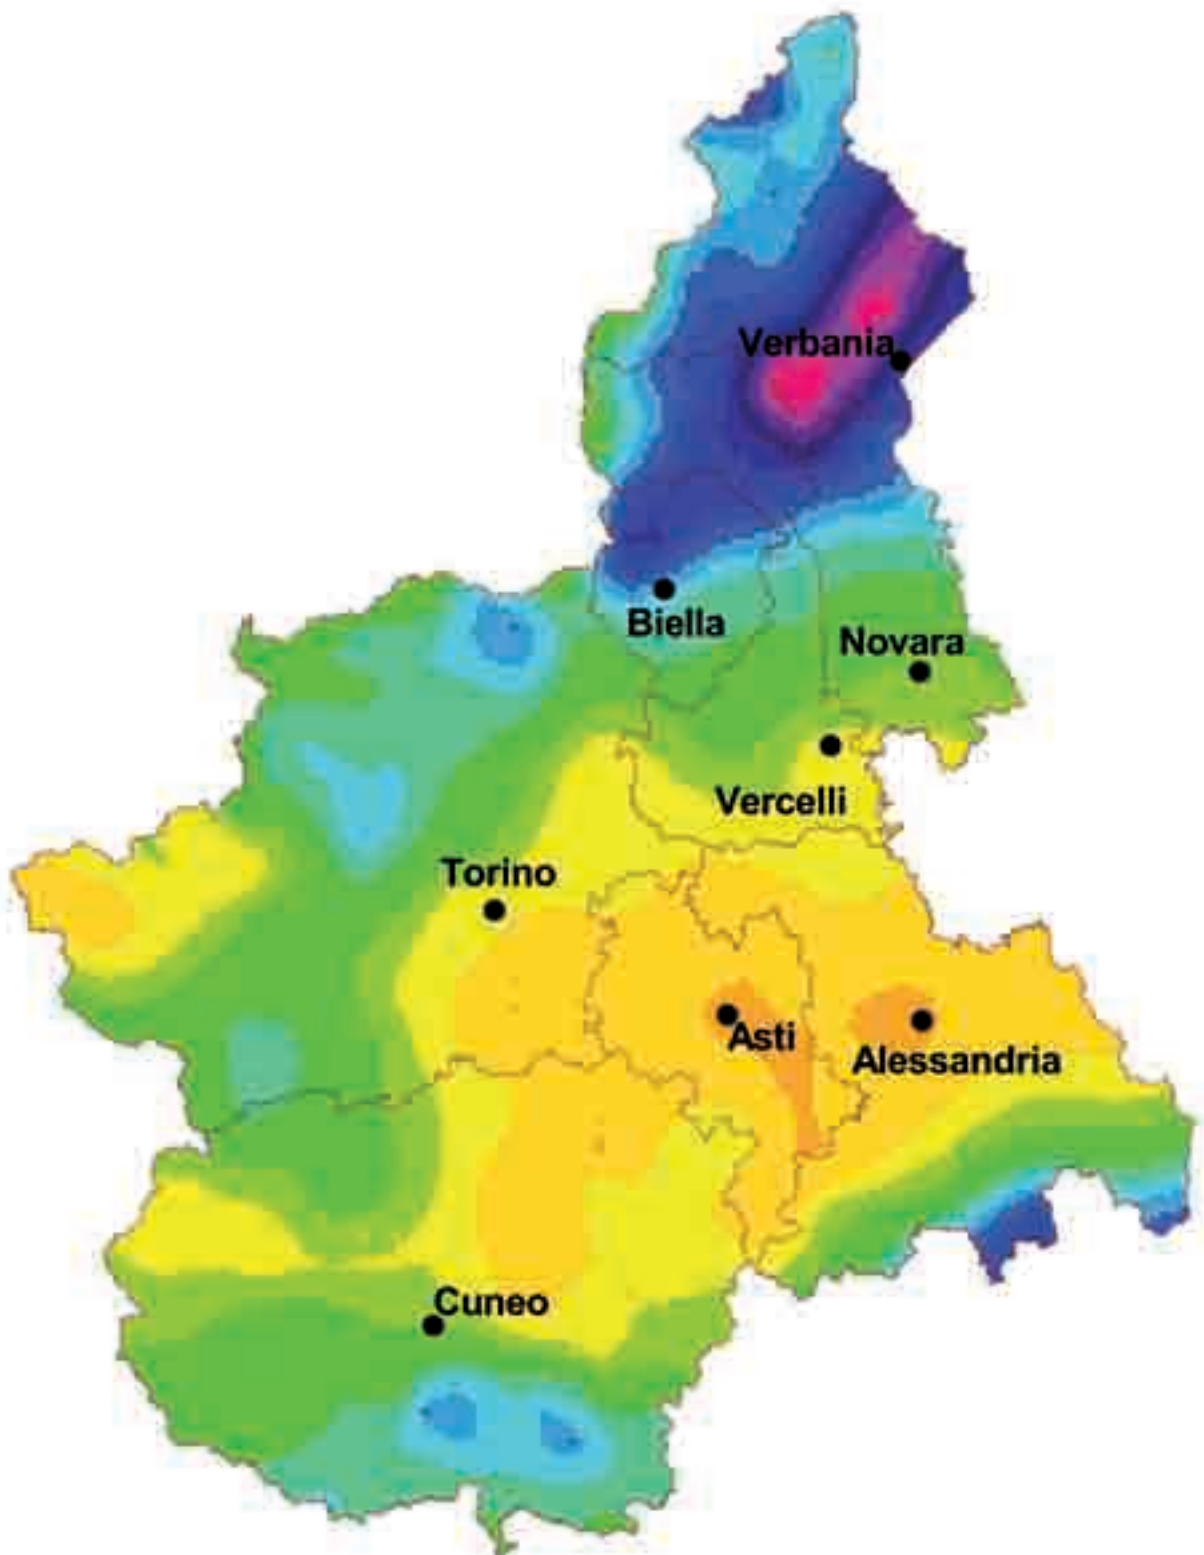 Verbania
Biella
Novara
Vercelli
Torino
Asti
Alessandria
Cuneo